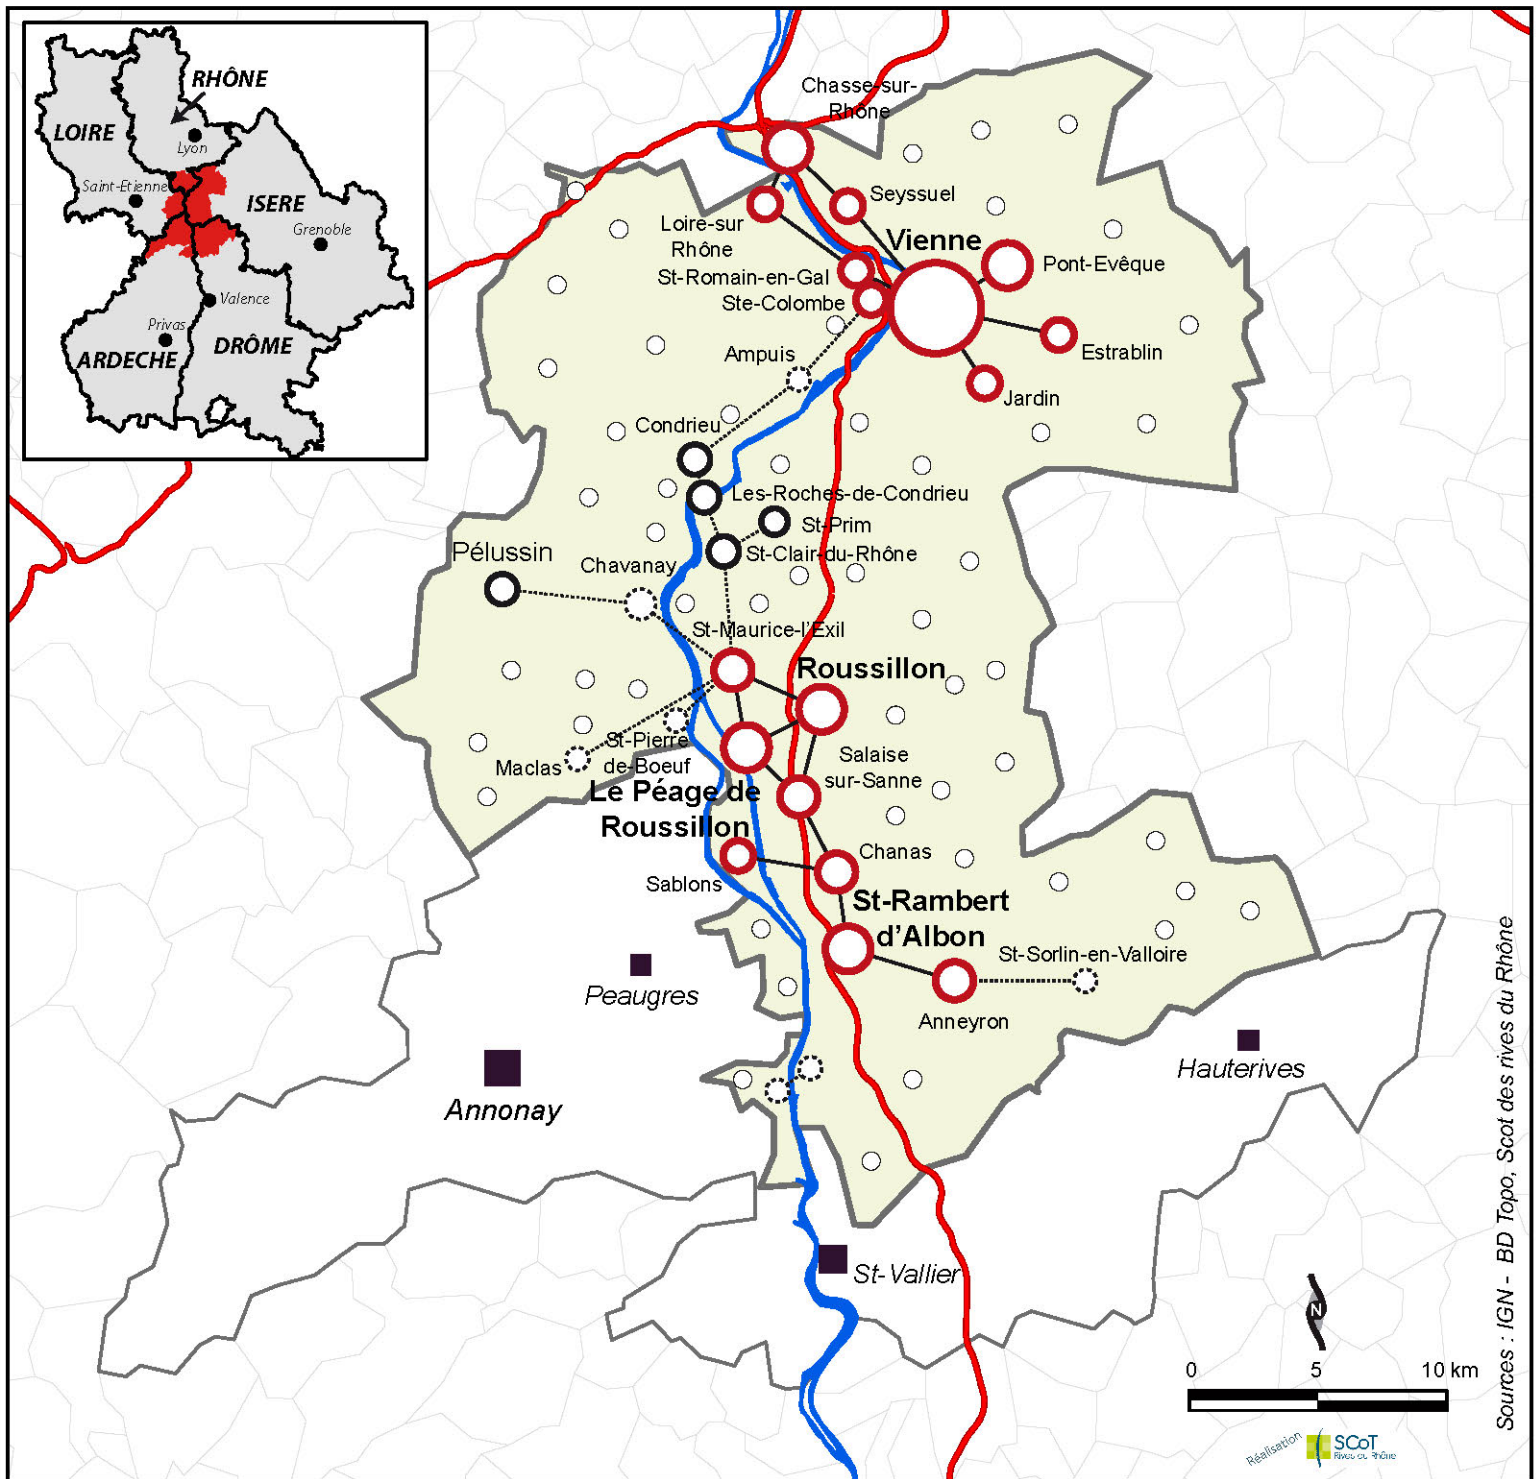 RHÔNE
LOIRE
Lyon
Saint-Etienne
ISERE
Grenoble
Valence
Privas
ARDECHE
DRÔME
Chasse-sur-
Rhône
Seyssuel
Loire-sur
Rhône
Vienne
Pont-Evêque
St-Romain-en-Gal
Ste-Colombe
Ampuis
Estrablin
Jardin
Condrieu
Les-Roches-de-Condrieu
St-Prim
St-Clair-du-Rhône
Pélussin
Chavanay
St-Maurice-l'Exil
Roussillon
St-Pierre
de-Boeuf
Maclas
Salaise
sur-Sanne
Le Péage de
Roussillon
Chanas
Sablons
St-Rambert
d'Albon
St-Sorlin-en-Valloire
Anneyron
Peaugres
Annonay
Hauterives
St-Vallier
N
0 5 10 km
Réalisation
SCoT
Rives du Rhône
Sources : IGN - BD Topo, Scot des rives du Rhône